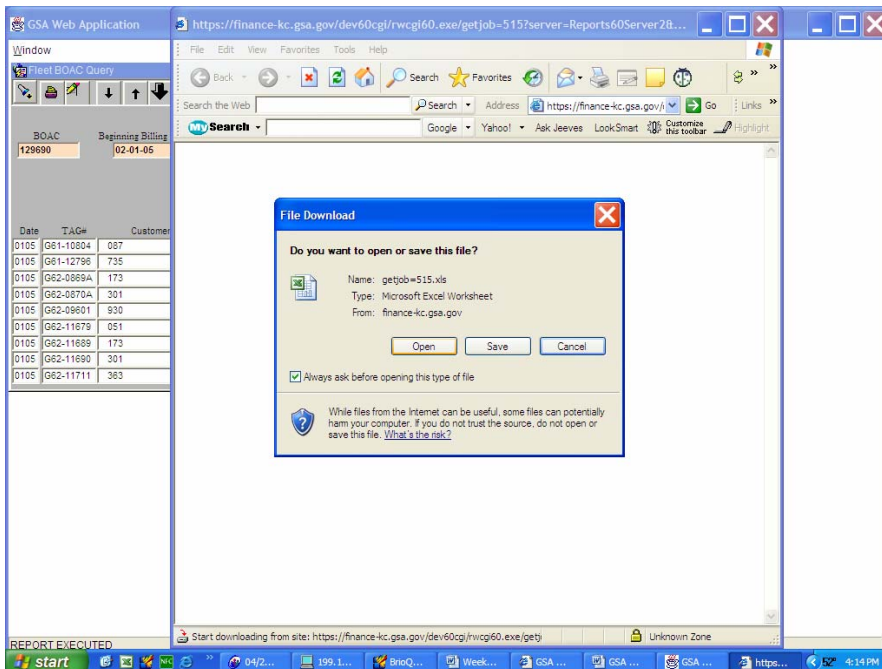 GSA Web Application
Window
Fleet BOAC Query
BOAC Beginning Billing
129690 02-01-05
Date TAG# Customer
0105 G61-10804 087
0105 G61-12796 735
0105 G62-0869A 173
0105 G62-0870A 301
0105 G62-09601 930
0105 G62-11679 051
0105 G62-11689 173
0105 G62-11690 301
0105 G62-11711 363
REPORT EXECUTED
https://finance-kc.gsa.gov/dev60cgi/rwcgi60.exe/getjob=515?server=Reports60Server2&...
File Edit View Favorites Tools Help
Back Search Favorites
Search the Web Search Address https://finance-kc.gsa.gov/ Go Links
My Search Google Yahoo! Ask Jeeves LookSmart Customize this toolbar Highlight
File Download
Do you want to open or save this file?
Name: getjob=515.xls
Type: Microsoft Excel Worksheet
From: finance-kc.gsa.gov
Open Save Cancel
Always ask before opening this type of file
While files from the Internet can be useful, some files can potentially
harm your computer. If you do not trust the source, do not open or
save this file. What's the risk?
Start downloading from site: https://finance-kc.gsa.gov/dev60cgi/rwcgi60.exe/getj Unknown Zone
start 04/2... 199.1... BrioQ... Week... GSA ... GSA ... GSA ... https... 52° 4:14 PM